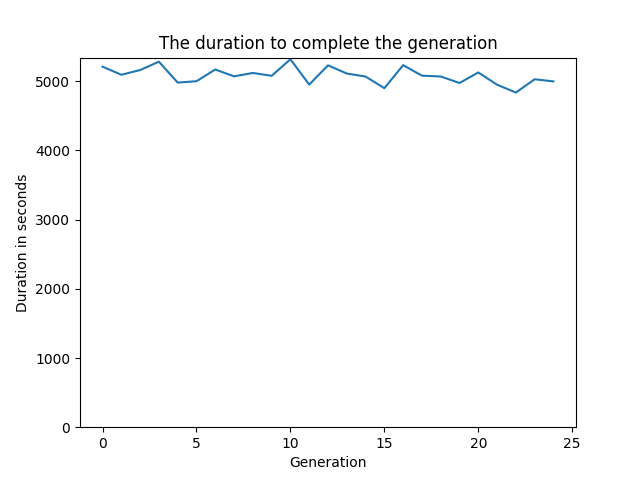 The duration to complete the generation
5000
4000
3000
2000
1000
0
Duration in seconds
0 5 10 15 20 25
Generation